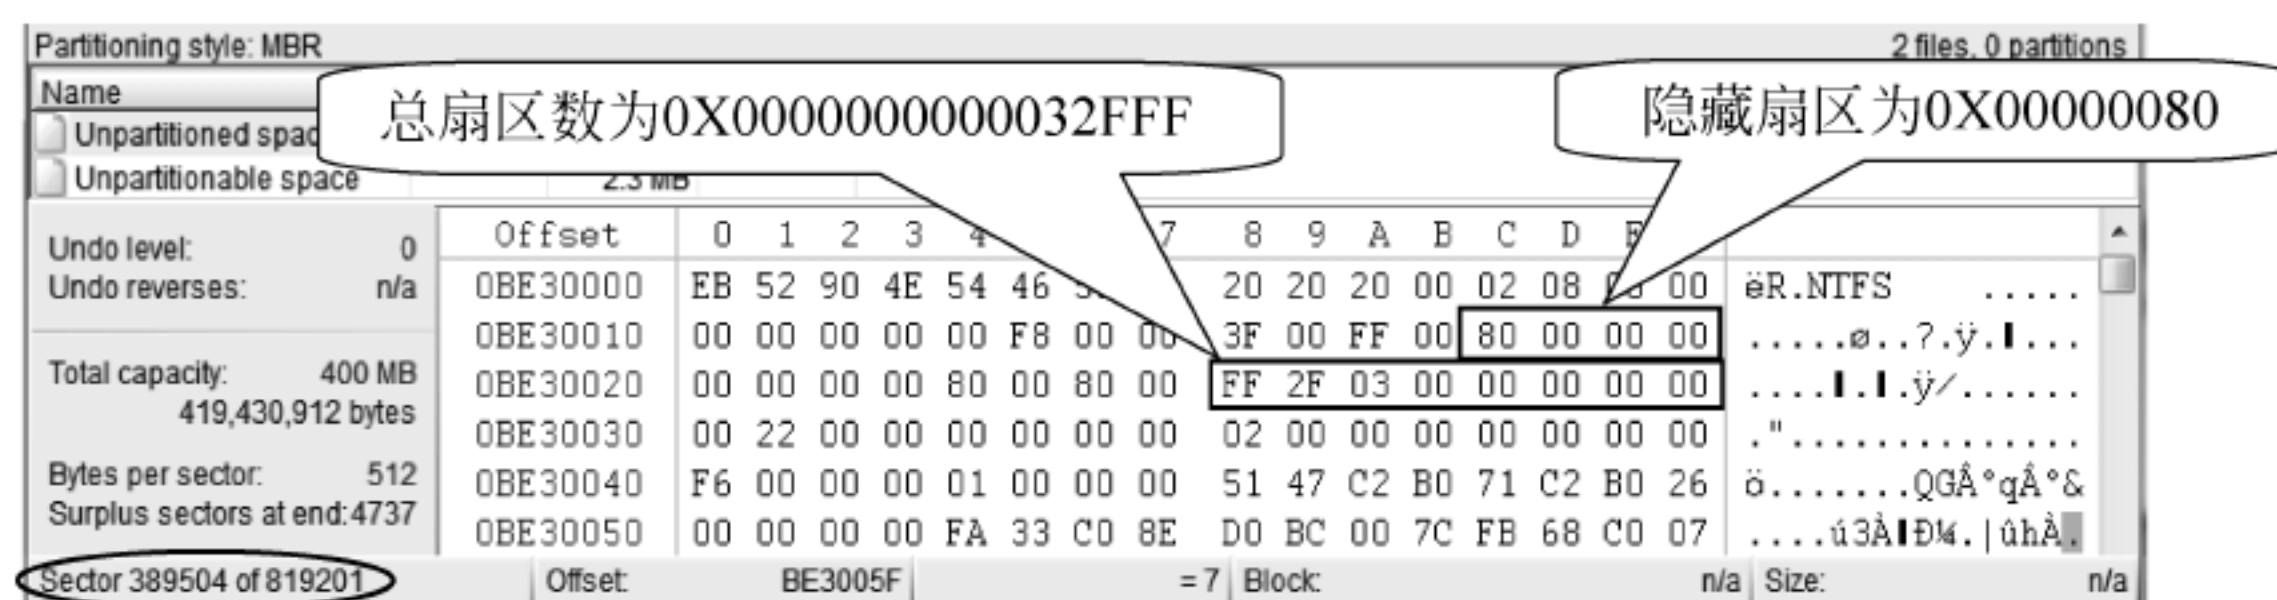 Partitioning style: MBR 2 files, 0 partitions
Name
总扇区数为0X0000000000032FFF
隐藏扇区为0X00000080
Unpartitioned spac
Unpartitionable space 2.3 MB
Offset 0 1 2 3 4 7 8 9 A B C D E
Undo level: 0
Undo reverses: n/a
0BE30000 EB 52 90 4E 54 46 20 20 20 00 02 08 00 ëR.NTFS .....
0BE30010 00 00 00 00 00 F8 00 00 3F 00 FF 00 80 00 00 00 .....ø..?.ÿ.▌...
Total capacity: 400 MB
419,430,912 bytes
0BE30020 00 00 00 00 80 00 80 00 FF 2F 03 00 00 00 00 00 ....▌.▌.ÿ/......
0BE30030 00 22 00 00 00 00 00 00 02 00 00 00 00 00 00 00 ."..............
Bytes per sector: 512
Surplus sectors at end: 4737
0BE30040 F6 00 00 00 01 00 00 00 51 47 C2 B0 71 C2 B0 26 ö.......QGÂ°qÂ°&
0BE30050 00 00 00 00 FA 33 C0 8E D0 BC 00 7C FB 68 C0 07 ....ú3À▌Ð¼.|ûhÀ.
Sector 389504 of 819201 Offset: BE3005F = 7 Block: n/a Size: n/a